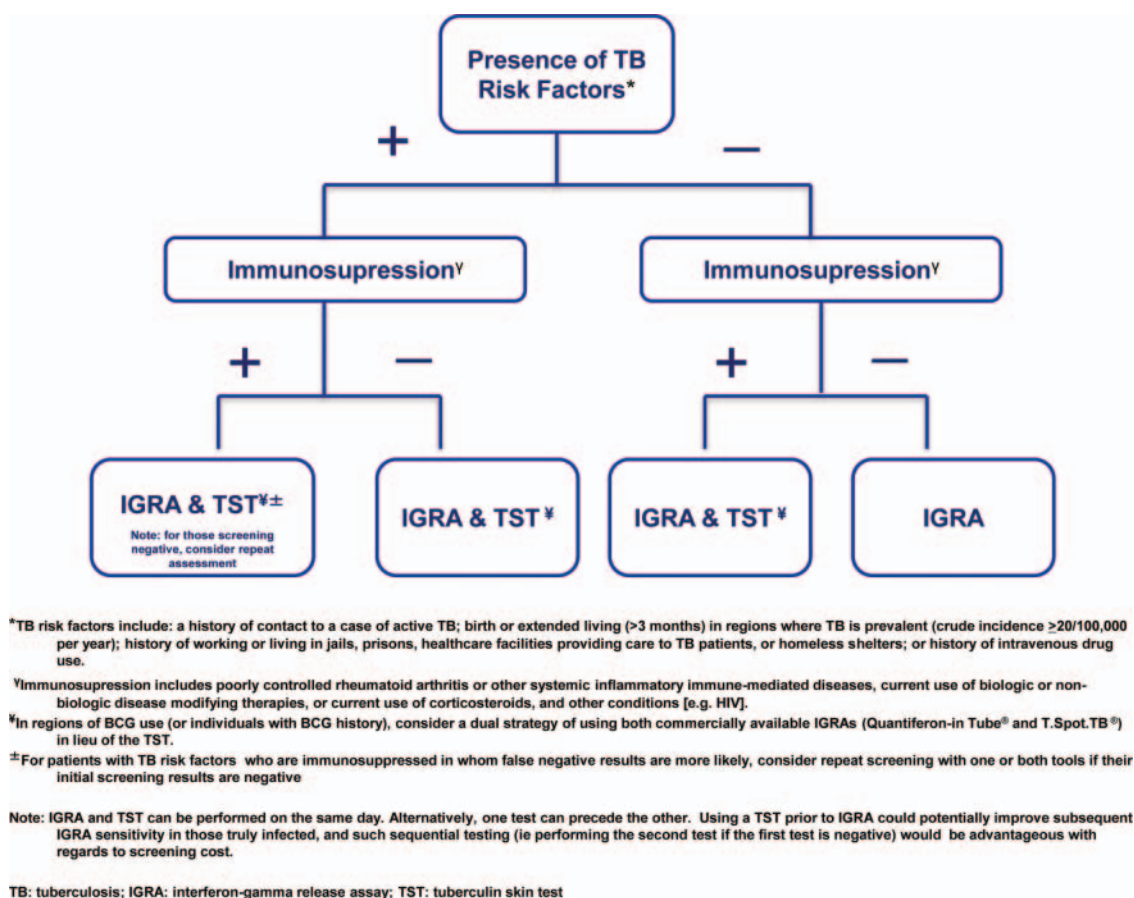 Presence of TB
Risk Factors*
+
—
Immunosupressionγ
Immunosupressionγ
+
—
+
—
IGRA & TST¥±
Note: for those screening
negative, consider repeat
assessment
IGRA & TST ¥
IGRA & TST ¥
IGRA
*TB risk factors include: a history of contact to a case of active TB; birth or extended living (>3 months) in regions where TB is prevalent (crude incidence ≥20/100,000
per year); history of working or living in jails, prisons, healthcare facilities providing care to TB patients, or homeless shelters; or history of intravenous drug
use.
γImmunosupression includes poorly controlled rheumatoid arthritis or other systemic inflammatory immune-mediated diseases, current use of biologic or non-
biologic disease modifying therapies, or current use of corticosteroids, and other conditions [e.g. HIV].
¥In regions of BCG use (or individuals with BCG history), consider a dual strategy of using both commercially available IGRAs (Quantiferon-in Tube® and T.Spot.TB®)
in lieu of the TST.
±For patients with TB risk factors who are immunosuppressed in whom false negative results are more likely, consider repeat screening with one or both tools if their
initial screening results are negative
Note: IGRA and TST can be performed on the same day. Alternatively, one test can precede the other. Using a TST prior to IGRA could potentially improve subsequent
IGRA sensitivity in those truly infected, and such sequential testing (ie performing the second test if the first test is negative) would be advantageous with
regards to screening cost.
TB: tuberculosis; IGRA: interferon-gamma release assay; TST: tuberculin skin test